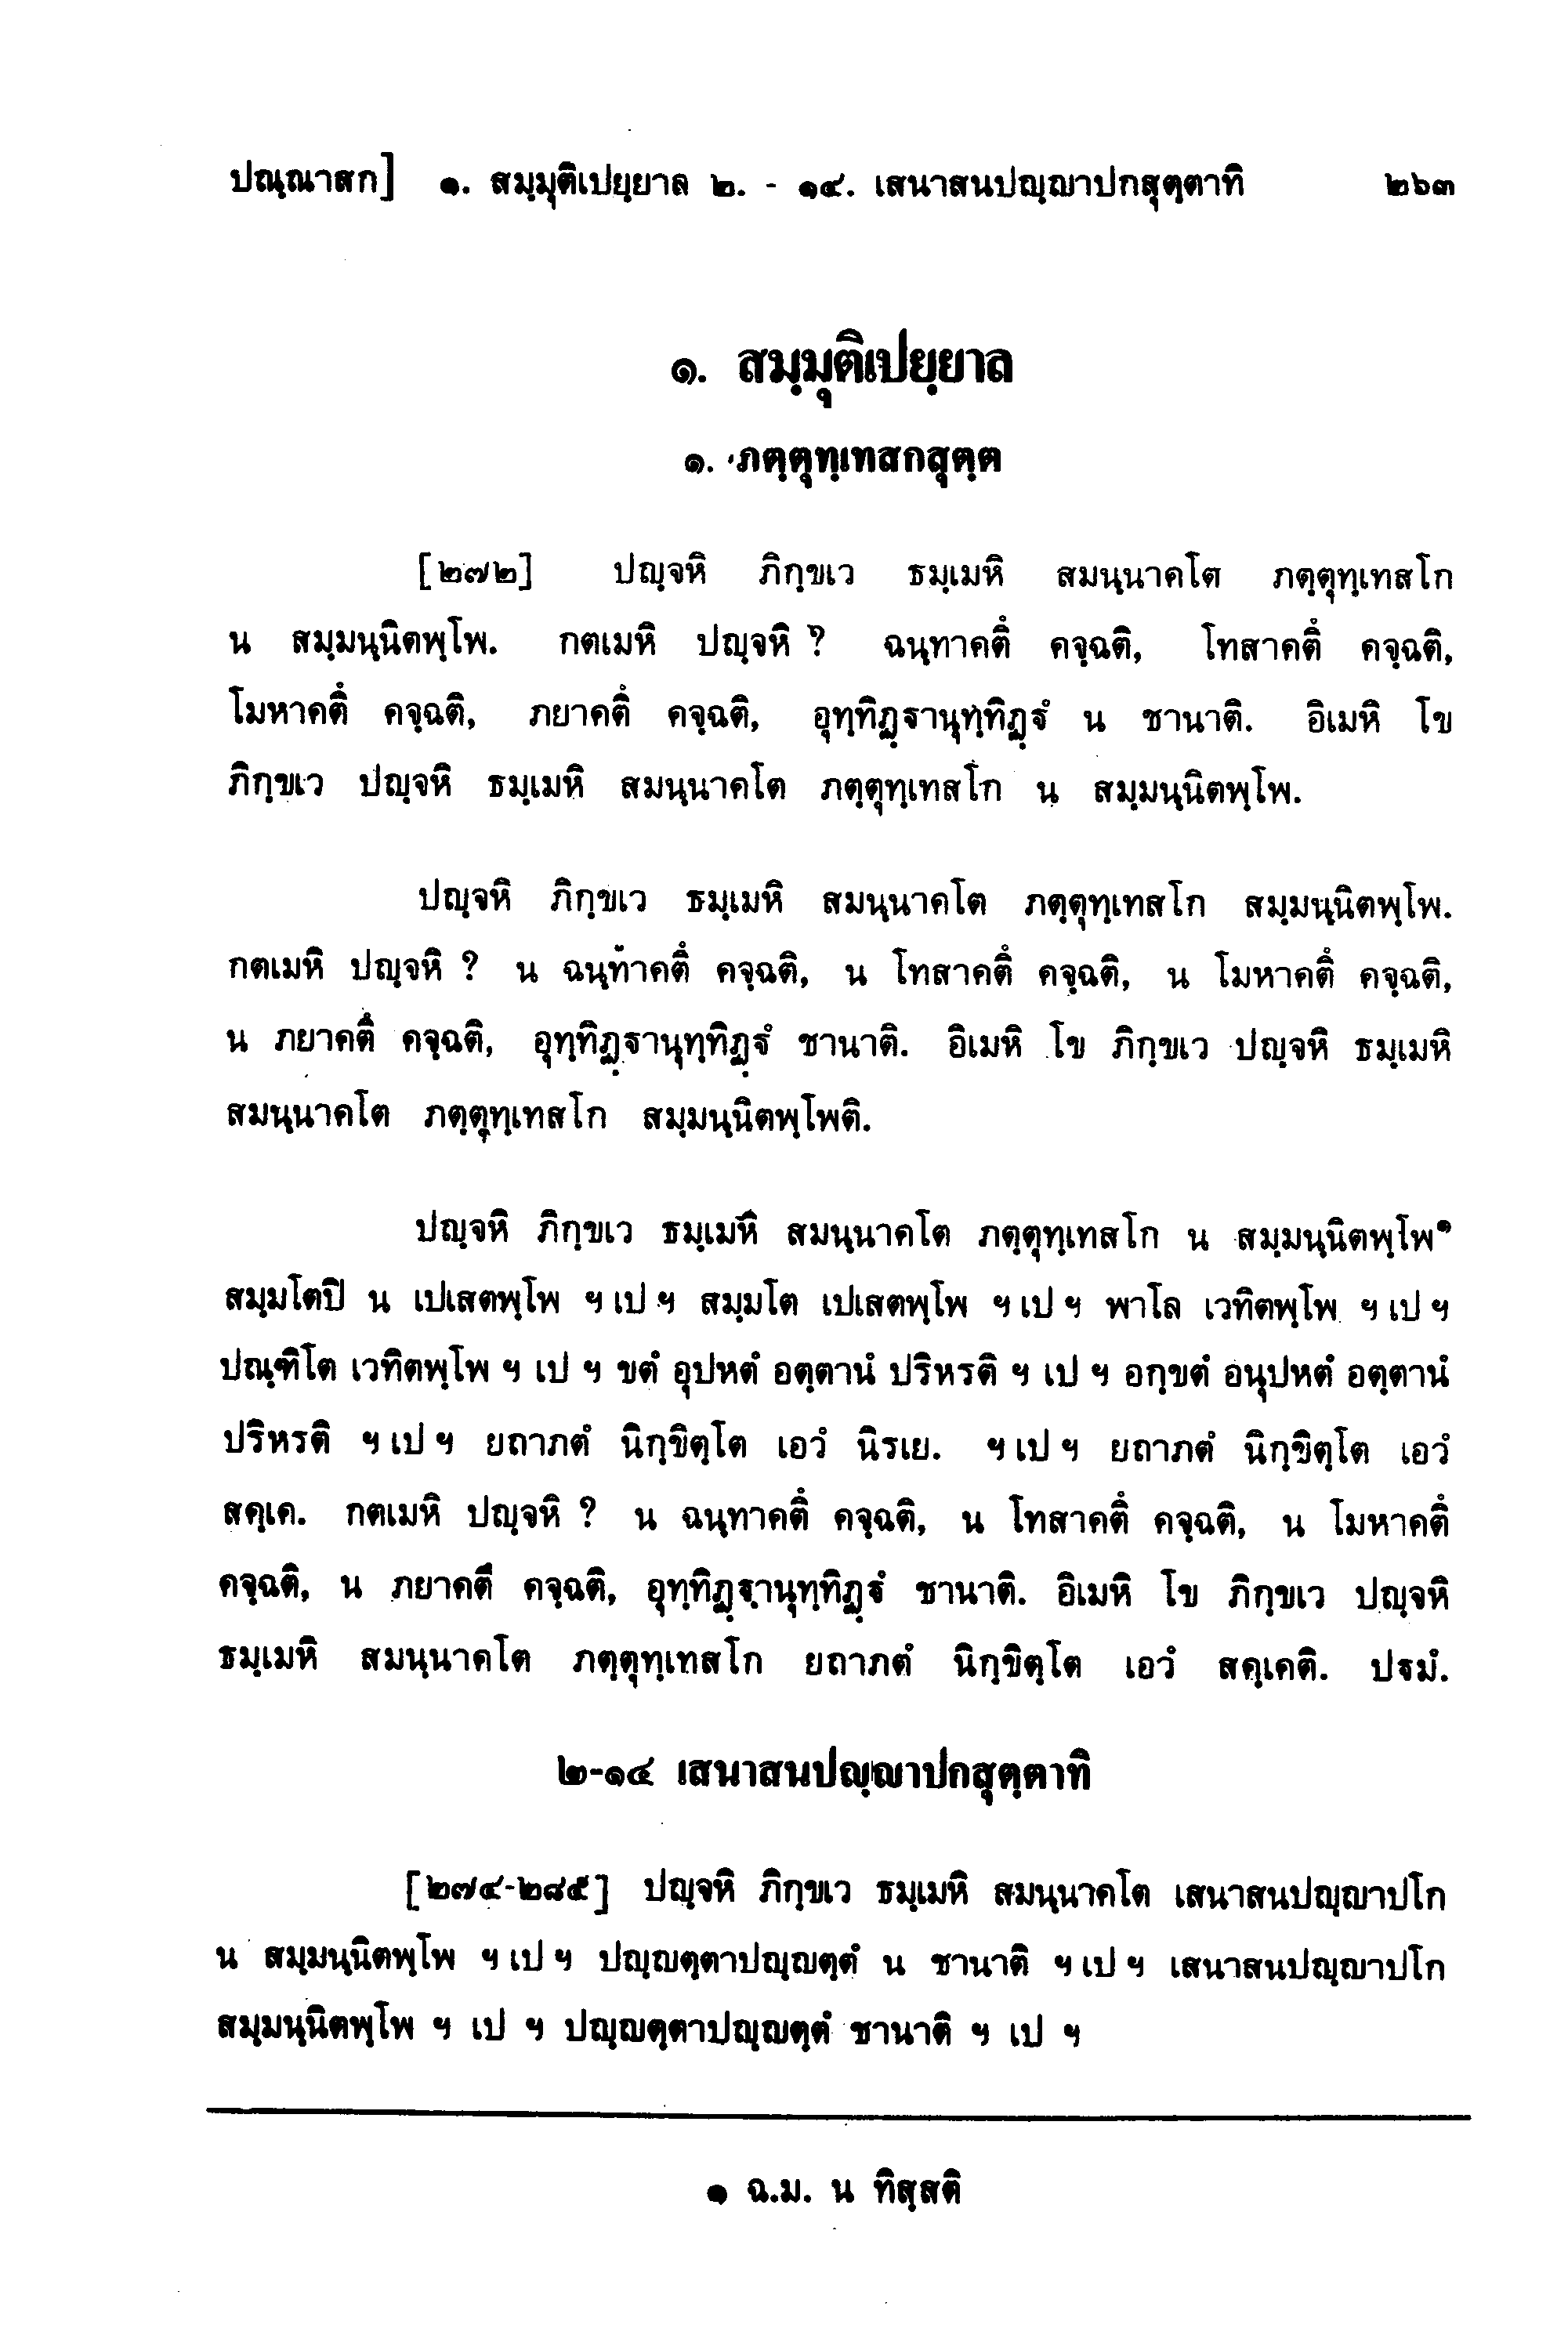 ปณฺณาสก] ๑. สมฺมุติเปยฺยาล ๒. - ๑๔. เสนาสนปญฺญาปกสุตฺตาทิ ๒๖๓
๑. สมฺมุติเปยฺยาล
๑. ภตฺตุทฺเทสกสุตฺต
[๒๗๒] ปญฺจหิ ภิกฺขเว ธมฺเมหิ สมนฺนาคโต ภตฺตุทฺเทสโก
น สมฺมนฺนิตพฺโพ. กตเมหิ ปญฺจหิ ? ฉนฺทาคตึ คจฺฉติ, โทสาคตึ คจฺฉติ,
โมหาคตึ คจฺฉติ, ภยาคตึ คจฺฉติ, อุทฺทิฏฺฐานุทฺทิฏฺฐํ น ชานาติ. อิเมหิ โข
ภิกฺขเว ปญฺจหิ ธมฺเมหิ สมนฺนาคโต ภตฺตุทฺเทสโก น สมฺมนฺนิตพฺโพ.
ปญฺจหิ ภิกฺขเว ธมฺเมหิ สมนฺนาคโต ภตฺตุทฺเทสโก สมฺมนฺนิตพฺโพ.
กตเมหิ ปญฺจหิ ? น ฉนฺทาคตึ คจฺฉติ, น โทสาคตึ คจฺฉติ, น โมหาคตึ คจฺฉติ,
น ภยาคตึ คจฺฉติ, อุทฺทิฏฺฐานุทฺทิฏฺฐํ ชานาติ. อิเมหิ โข ภิกฺขเว ปญฺจหิ ธมฺเมหิ
สมนฺนาคโต ภตฺตุทฺเทสโก สมฺมนฺนิตพฺโพติ.
ปญฺจหิ ภิกฺขเว ธมฺเมหิ สมนฺนาคโต ภตฺตุทฺเทสโก น สมฺมนฺนิตพฺโพ๑
สมฺมโตปิ น เปเสตพฺโพ ฯ เป ฯ สมฺมโต เปเสตพฺโพ ฯ เป ฯ พาโล เวทิตพฺโพ ฯ เป ฯ
ปณฺฑิโต เวทิตพฺโพ ฯ เป ฯ ขตํ อุปหตํ อตฺตานํ ปริหรติ ฯ เป ฯ อกฺขตํ อนุปหตํ อตฺตานํ
ปริหรติ ฯ เป ฯ ยถาภตํ นิกฺขิตฺโต เอวํ นิรเย. ฯ เป ฯ ยถาภตํ นิกฺขิตฺโต เอวํ
สคฺเค. กตเมหิ ปญฺจหิ ? น ฉนฺทาคตึ คจฺฉติ, น โทสาคตึ คจฺฉติ, น โมหาคตึ
คจฺฉติ, น ภยาคตึ คจฺฉติ, อุทฺทิฏฺฐานุทฺทิฏฺฐํ ชานาติ. อิเมหิ โข ภิกฺขเว ปญฺจหิ
ธมฺเมหิ สมนฺนาคโต ภตฺตุทฺเทสโก ยถาภตํ นิกฺขิตฺโต เอวํ สคฺเคติ. ปฐมํ.
๒-๑๔ เสนาสนปญฺญาปกสุตฺตาทิ
[๒๗๔-๒๘๕] ปญฺจหิ ภิกฺขเว ธมฺเมหิ สมนฺนาคโต เสนาสนปญฺญาปโก
น สมฺมนฺนิตพฺโพ ฯ เป ฯ ปญฺญตฺตาปญฺญตฺตํ น ชานาติ ฯ เป ฯ เสนาสนปญฺญาปโก
สมฺมนฺนิตพฺโพ ฯ เป ฯ ปญฺญตฺตาปญฺญตฺตํ ชานาติ ฯ เป ฯ
๑ ฉ.ม. น ทิสฺสติ